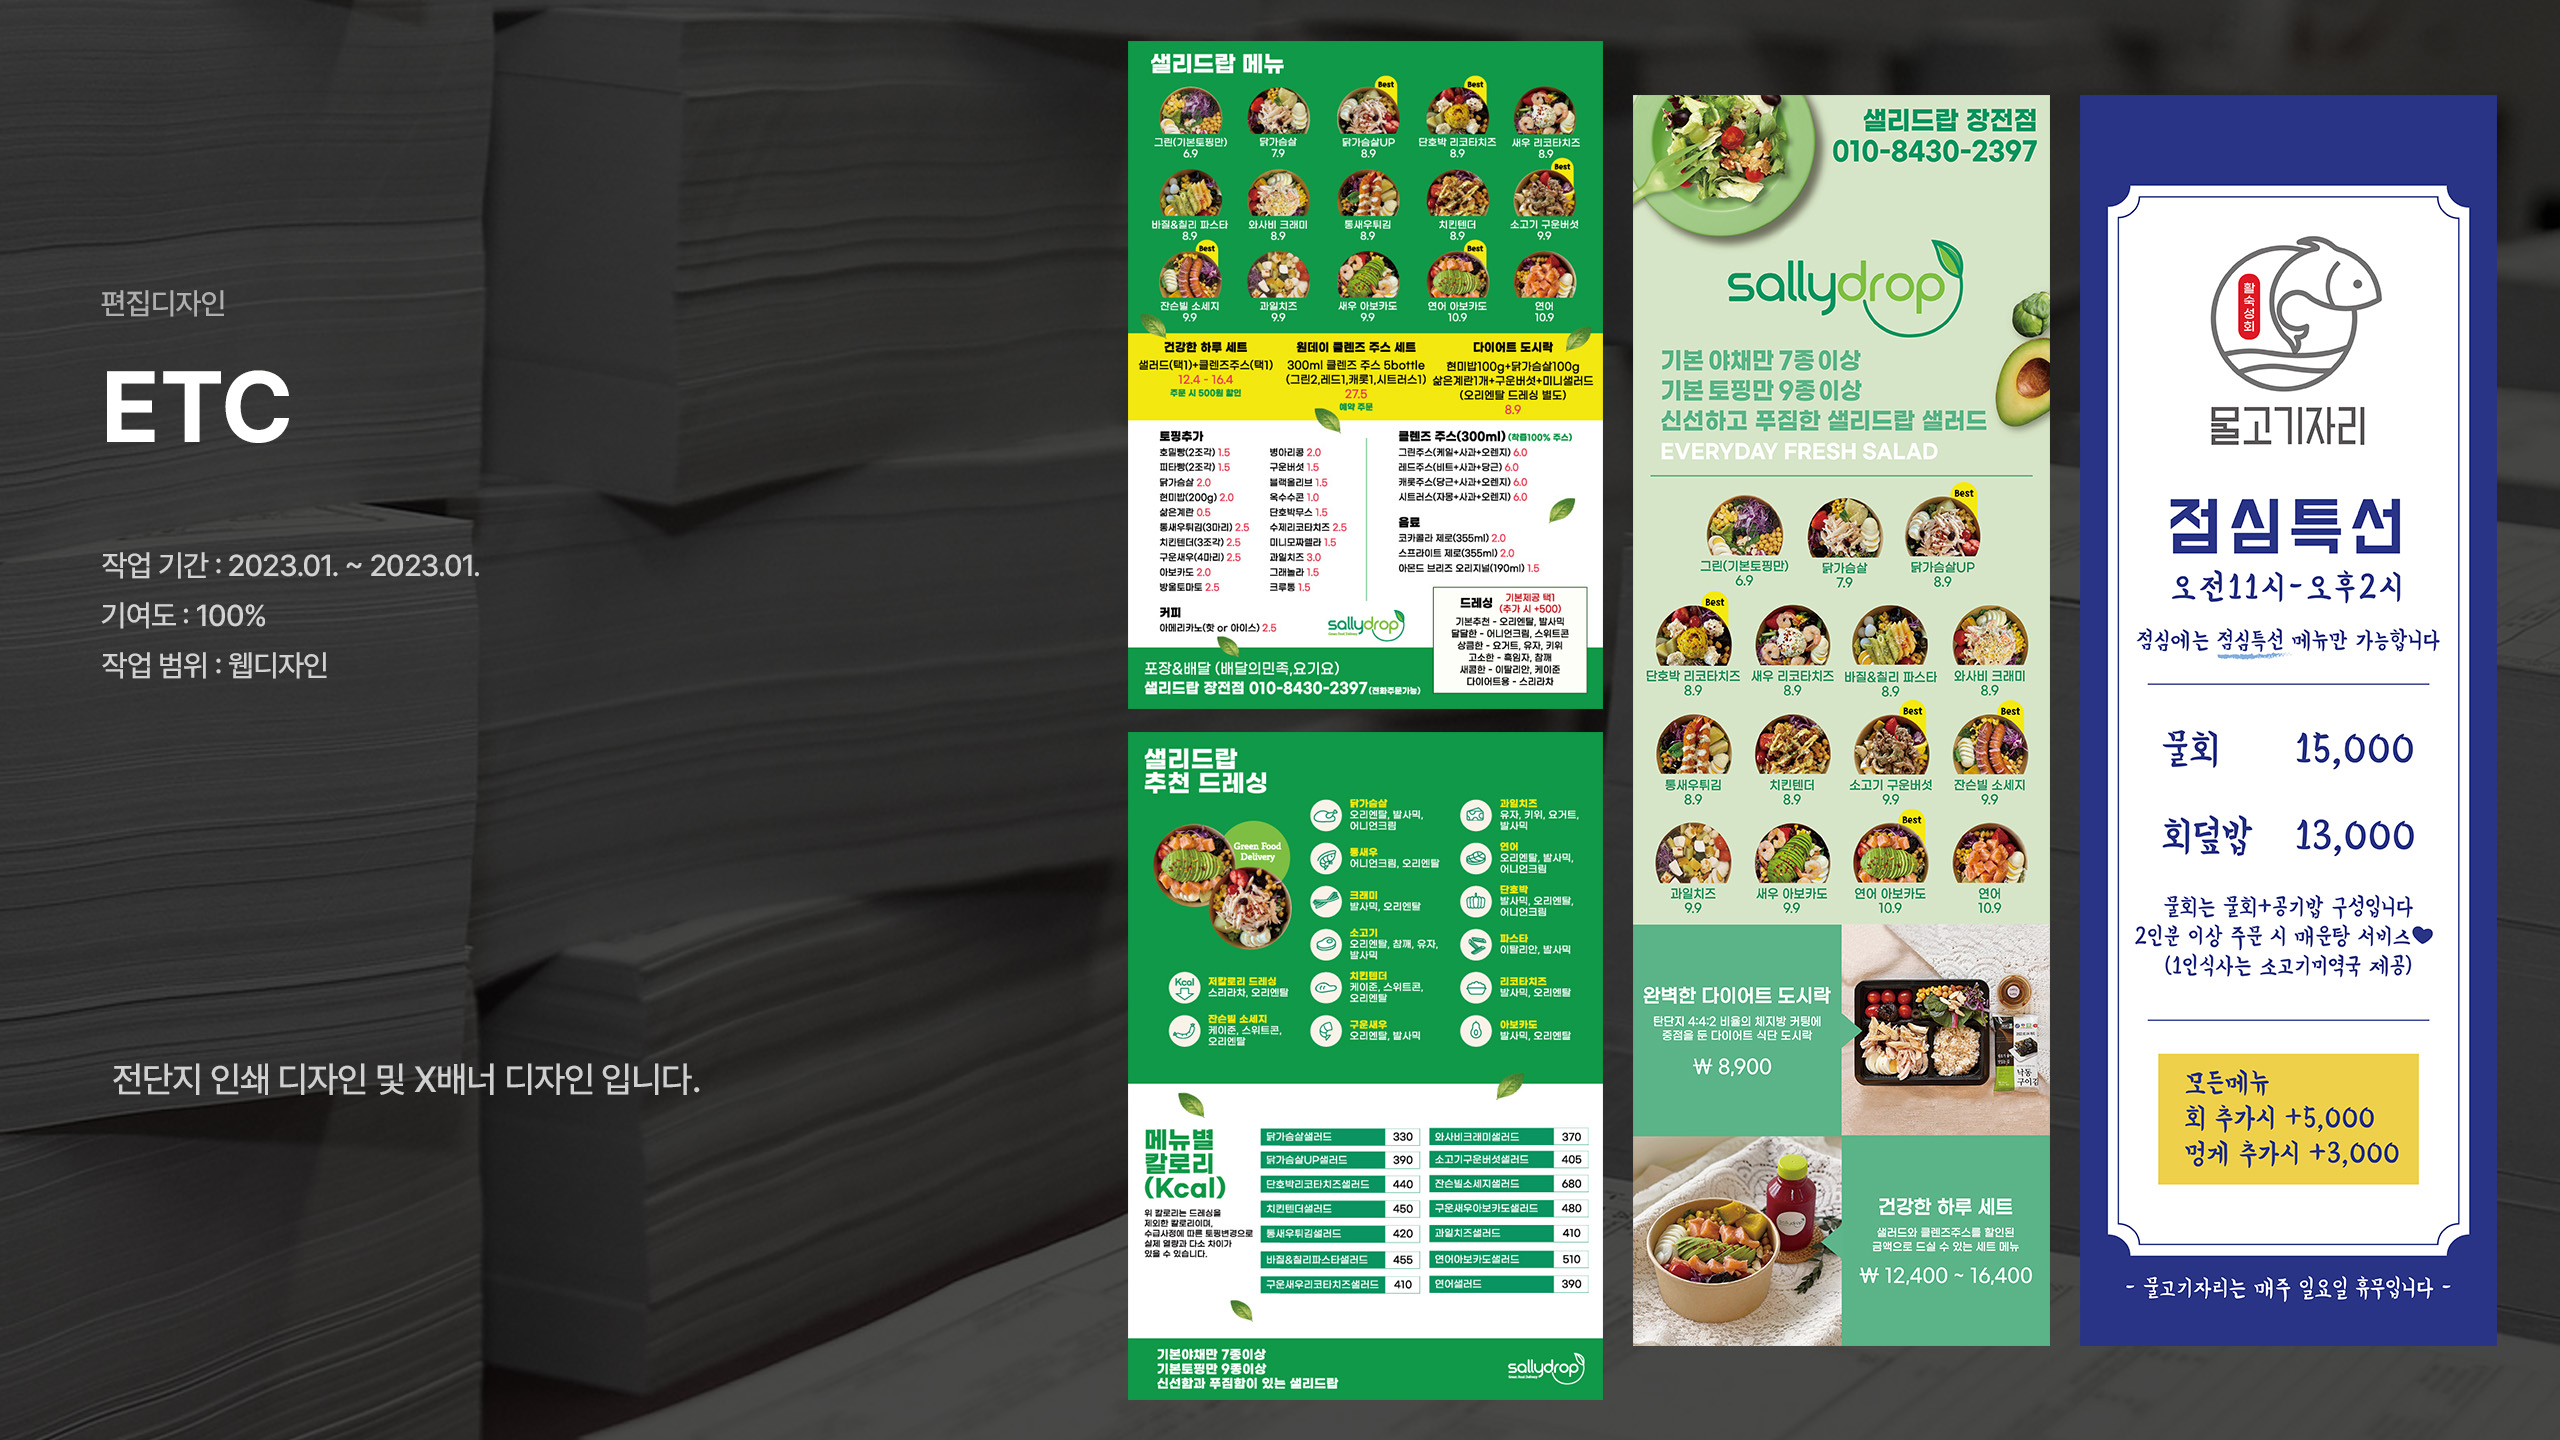 편집디자인
ETC
작업 기간 : 2023.01. ~ 2023.01.
기여도 : 100%
작업 범위 : 웹디자인
전단지 인쇄 디자인 및 X배너 디자인 입니다.
샐리드랍 메뉴
Best
Best
그린(기본토핑만)
6.9
닭가슴살
7.9
닭가슴살UP
8.9
단호박 리코타치즈
8.9
새우 리코타치즈
8.9
Best
바질&칠리 파스타
8.9
와사비 크래미
8.9
통새우튀김
8.9
치킨텐더
8.9
소고기 구운버섯
9.9
Best
Best
잔슨빌 소세지
9.9
과일치즈
9.9
새우 아보카도
9.9
연어 아보카도
10.9
연어
10.9
건강한 하루 세트
샐러드(택1)+클렌즈주스(택1)
12.4 - 16.4
주문 시 500원 할인
원데이 클렌즈 주스 세트
300ml 클렌즈 주스 5bottle
(그린2,레드1,캐롯1,시트러스1)
27.5
예약 주문
다이어트 도시락
현미밥100g+닭가슴살100g
삶은계란1개+구운버섯+미니샐러드
(오리엔탈 드레싱 별도)
8.9
토핑추가
호밀빵(2조각) 1.5
피타빵(2조각) 1.5
닭가슴살 2.0
현미밥(200g) 2.0
삶은계란 0.5
통새우튀김(3마리) 2.5
치킨텐더(3조각) 2.5
구운새우(4마리) 2.5
아보카도 2.0
방울토마토 2.5
병아리콩 2.0
구운버섯 1.5
블랙올리브 1.5
옥수수콘 1.0
단호박무스 1.5
수제리코타치즈 2.5
미니모짜렐라 1.5
과일치즈 3.0
그래놀라 1.5
크루통 1.5
커피
아메리카노(핫 or 아이스) 2.5
클렌즈 주스(300ml) (착즙100% 주스)
그린주스(케일+사과+오렌지) 6.0
레드주스(비트+사과+당근) 6.0
캐롯주스(당근+사과+오렌지) 6.0
시트러스(자몽+사과+오렌지) 6.0
음료
코카콜라 제로(355ml) 2.0
스프라이트 제로(355ml) 2.0
아몬드 브리즈 오리지널(190ml) 1.5
sallydrop
드레싱 기본제공 택1
(추가 시 +500)
기본추천 - 오리엔탈, 발사믹
달달한 - 어니언크림, 스위트콘
상콤한 - 요거트, 유자, 키위
고소한 - 흑임자, 참깨
새콤한 - 이탈리안, 케이준
다이어트용 - 스리라차
포장&배달 (배달의민족,요기요)
샐리드랍 장전점 010-8430-2397(전화주문가능)
샐리드랍
추천 드레싱
Green Food
Delivery
닭가슴살
오리엔탈, 발사믹,
어니언크림
과일치즈
유자, 키위, 요거트,
발사믹
통새우
어니언크림, 오리엔탈
연어
오리엔탈, 발사믹,
어니언크림
크래미
발사믹, 오리엔탈
단호박
발사믹, 오리엔탈,
어니언크림
소고기
오리엔탈, 참깨, 유자,
발사믹
파스타
이탈리안, 발사믹
Kcal
저칼로리 드레싱
스리라차, 오리엔탈
치킨텐더
케이준, 스위트콘,
오리엔탈
리코타치즈
발사믹, 오리엔탈
잔슨빌 소세지
케이준, 스위트콘,
오리엔탈
구운새우
오리엔탈, 발사믹
아보카도
발사믹, 오리엔탈
메뉴별
칼로리
(Kcal)
위 칼로리는 드레싱을
제외한 칼로리이며,
수급사정에 따른 토핑변경으로
실제 열량과 다소 차이가
있을 수 있습니다.
닭가슴살샐러드 330
닭가슴살UP샐러드 390
단호박리코타치즈샐러드 440
치킨텐더샐러드 450
통새우튀김샐러드 420
바질&칠리파스타샐러드 455
구운새우리코타치즈샐러드 410
와사비크래미샐러드 370
소고기구운버섯샐러드 405
잔슨빌소세지샐러드 680
구운새우아보카도샐러드 480
과일치즈샐러드 410
연어아보카도샐러드 510
연어샐러드 390
기본야채만 7종이상
기본토핑만 9종이상
신선함과 푸짐함이 있는 샐리드랍
sallydrop
샐리드랍 장전점
010-8430-2397
sallydrop
기본 야채만 7종 이상
기본 토핑만 9종 이상
신선하고 푸짐한 샐리드랍 샐러드
EVERYDAY FRESH SALAD
Best
그린(기본토핑만)
6.9
닭가슴살
7.9
닭가슴살UP
8.9
Best
단호박 리코타치즈
8.9
새우 리코타치즈
8.9
바질&칠리 파스타
8.9
와사비 크래미
8.9
Best
Best
통새우튀김
8.9
치킨텐더
8.9
소고기 구운버섯
9.9
잔슨빌 소세지
9.9
Best
과일치즈
9.9
새우 아보카도
9.9
연어 아보카도
10.9
연어
10.9
완벽한 다이어트 도시락
탄단지 4:4:2 비율의 체지방 커팅에
중점을 둔 다이어트 식단 도시락
₩ 8,900
낙동
구이김
건강한 하루 세트
샐러드와 클렌즈주스를 할인된
금액으로 드실 수 있는 세트 메뉴
₩ 12,400 ~ 16,400
활숙성회
물고기자리
점심특선
오전11시-오후2시
점심에는 점심특선 메뉴만 가능합니다
물회 15,000
회덮밥 13,000
물회는 물회+공기밥 구성입니다
2인분 이상 주문 시 매운탕 서비스♥
(1인식사는 소고기미역국 제공)
모든메뉴
회 추가시 +5,000
멍게 추가시 +3,000
- 물고기자리는 매주 일요일 휴무입니다 -